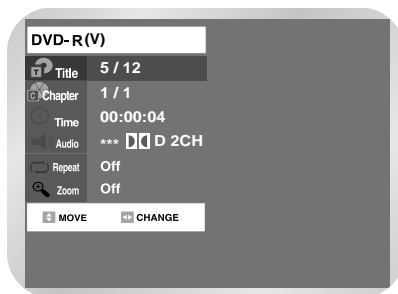 DVD-R(V)
T Title 5 / 12
C Chapter 1 / 1
Time 00:00:04
Audio *** D 2CH
Repeat Off
Zoom Off
MOVE CHANGE